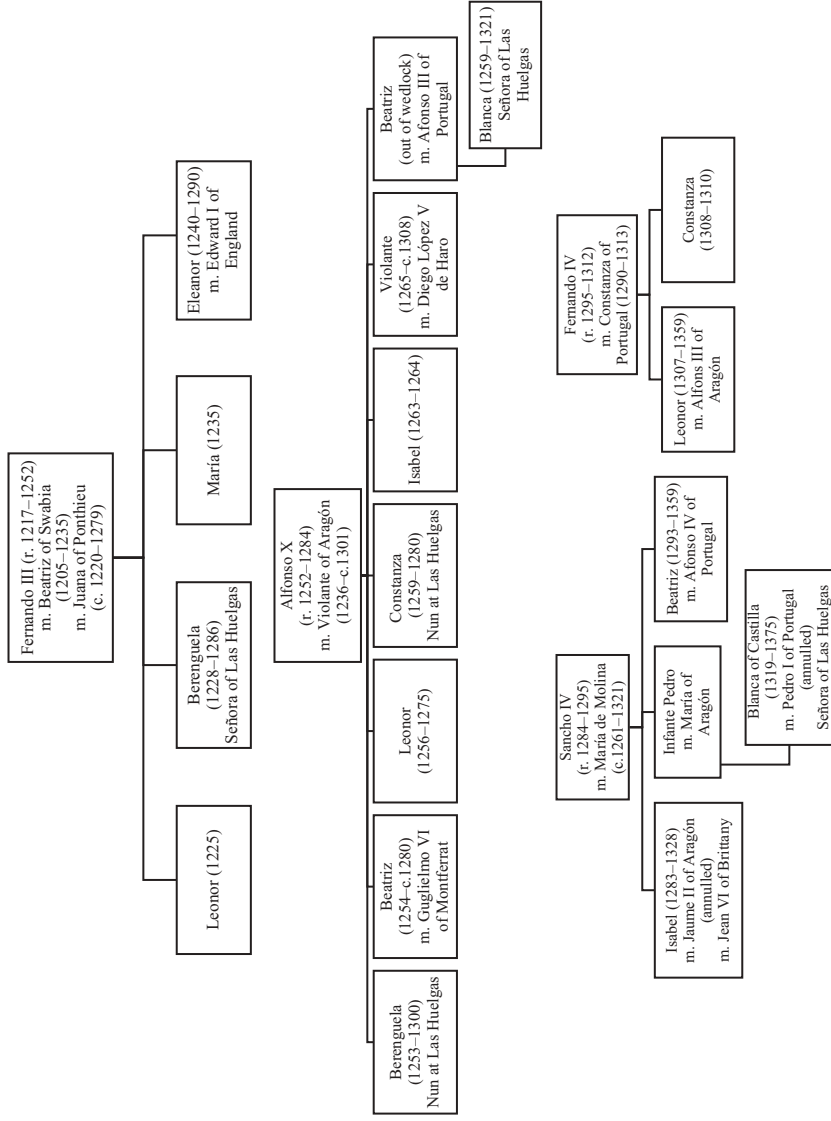 Fernando III (r. 1217–1252)
m. Beatriz of Swabia
(1205–1235)
m. Juana of Ponthieu
(c. 1220–1279)
Leonor (1225)
Berenguela
(1228–1286)
Señora of Las Huelgas
María (1235)
Eleanor (1240–1290)
m. Edward I of
England
Alfonso X
(r. 1252–1284)
m. Violante of Aragón
(1236–c.1301)
Berenguela
(1253–1300)
Nun at Las Huelgas
Beatriz
(1254–c.1280)
m. Guglielmo VI
of Montferrat
Leonor
(1256–1275)
Constanza
(1259–1280)
Nun at Las Huelgas
Isabel (1263–1264)
Violante
(1265–c.1308)
m. Diego López V
de Haro
Beatriz
(out of wedlock)
m. Afonso III of
Portugal
Blanca (1259–1321)
Señora of Las
Huelgas
Sancho IV
(r. 1284–1295)
m. María de Molina
(c.1261–1321)
Isabel (1283–1328)
m. Jaume II of Aragón
(annulled)
m. Jean VI of Brittany
Infante Pedro
m. María of
Aragón
Beatriz (1293–1359)
m. Afonso IV of
Portugal
Blanca of Castilla
(1319–1375)
m. Pedro I of Portugal
(annulled)
Señora of Las Huelgas
Fernando IV
(r. 1295–1312)
m. Constanza of
Portugal (1290–1313)
Leonor (1307–1359)
m. Alfons III of
Aragón
Constanza
(1308–1310)